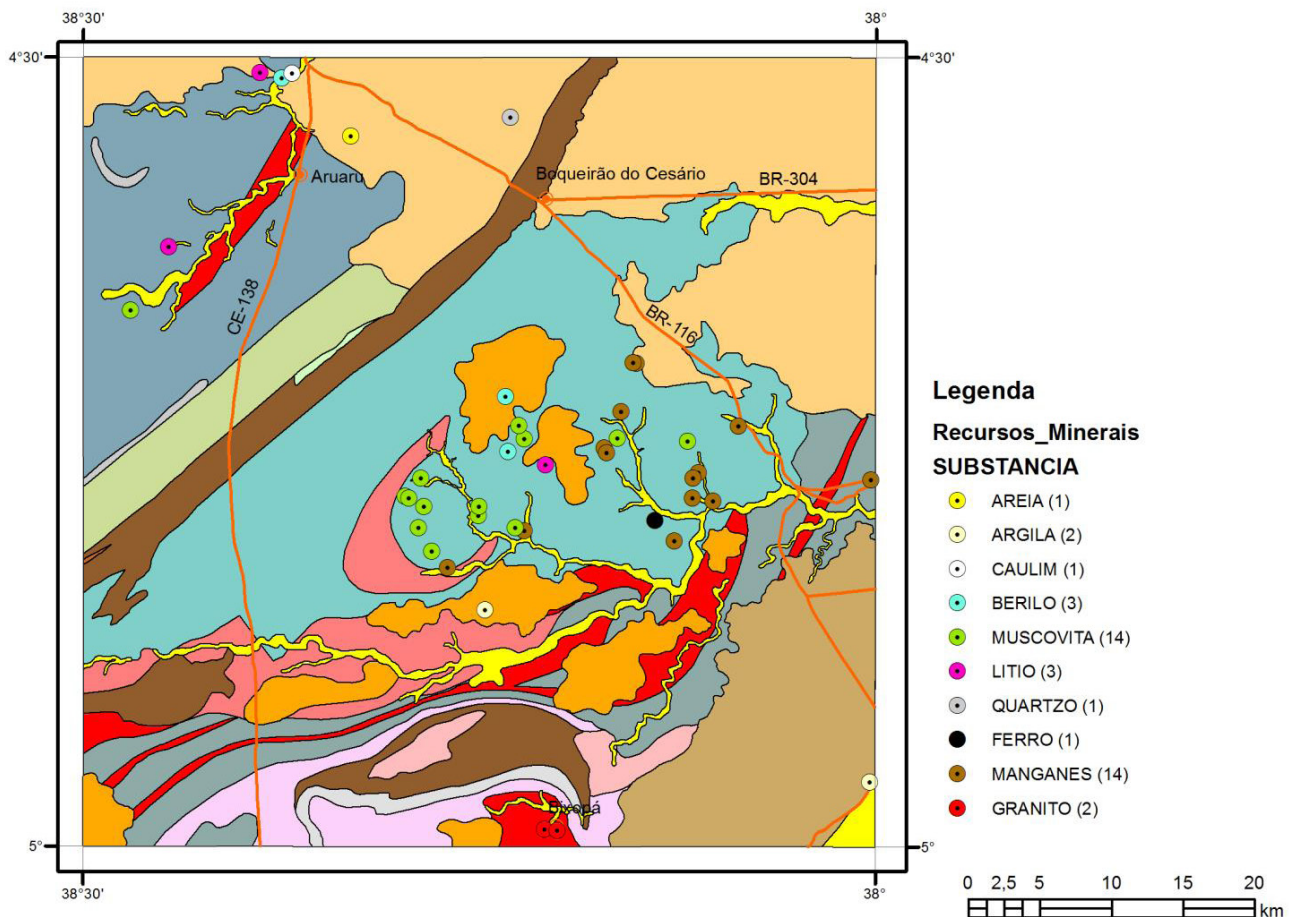 38°30'
38°
4°30'
4°30'
Aruaru
Boqueirão do Cesário
BR-304
CE-138
BR-116
Bixopá
5°
5°
38°30'
38°
Legenda
Recursos_Minerais
SUBSTANCIA
AREIA (1)
ARGILA (2)
CAULIM (1)
BERILO (3)
MUSCOVITA (14)
LITIO (3)
QUARTZO (1)
FERRO (1)
MANGANES (14)
GRANITO (2)
0 2,5 5 10 15 20
km